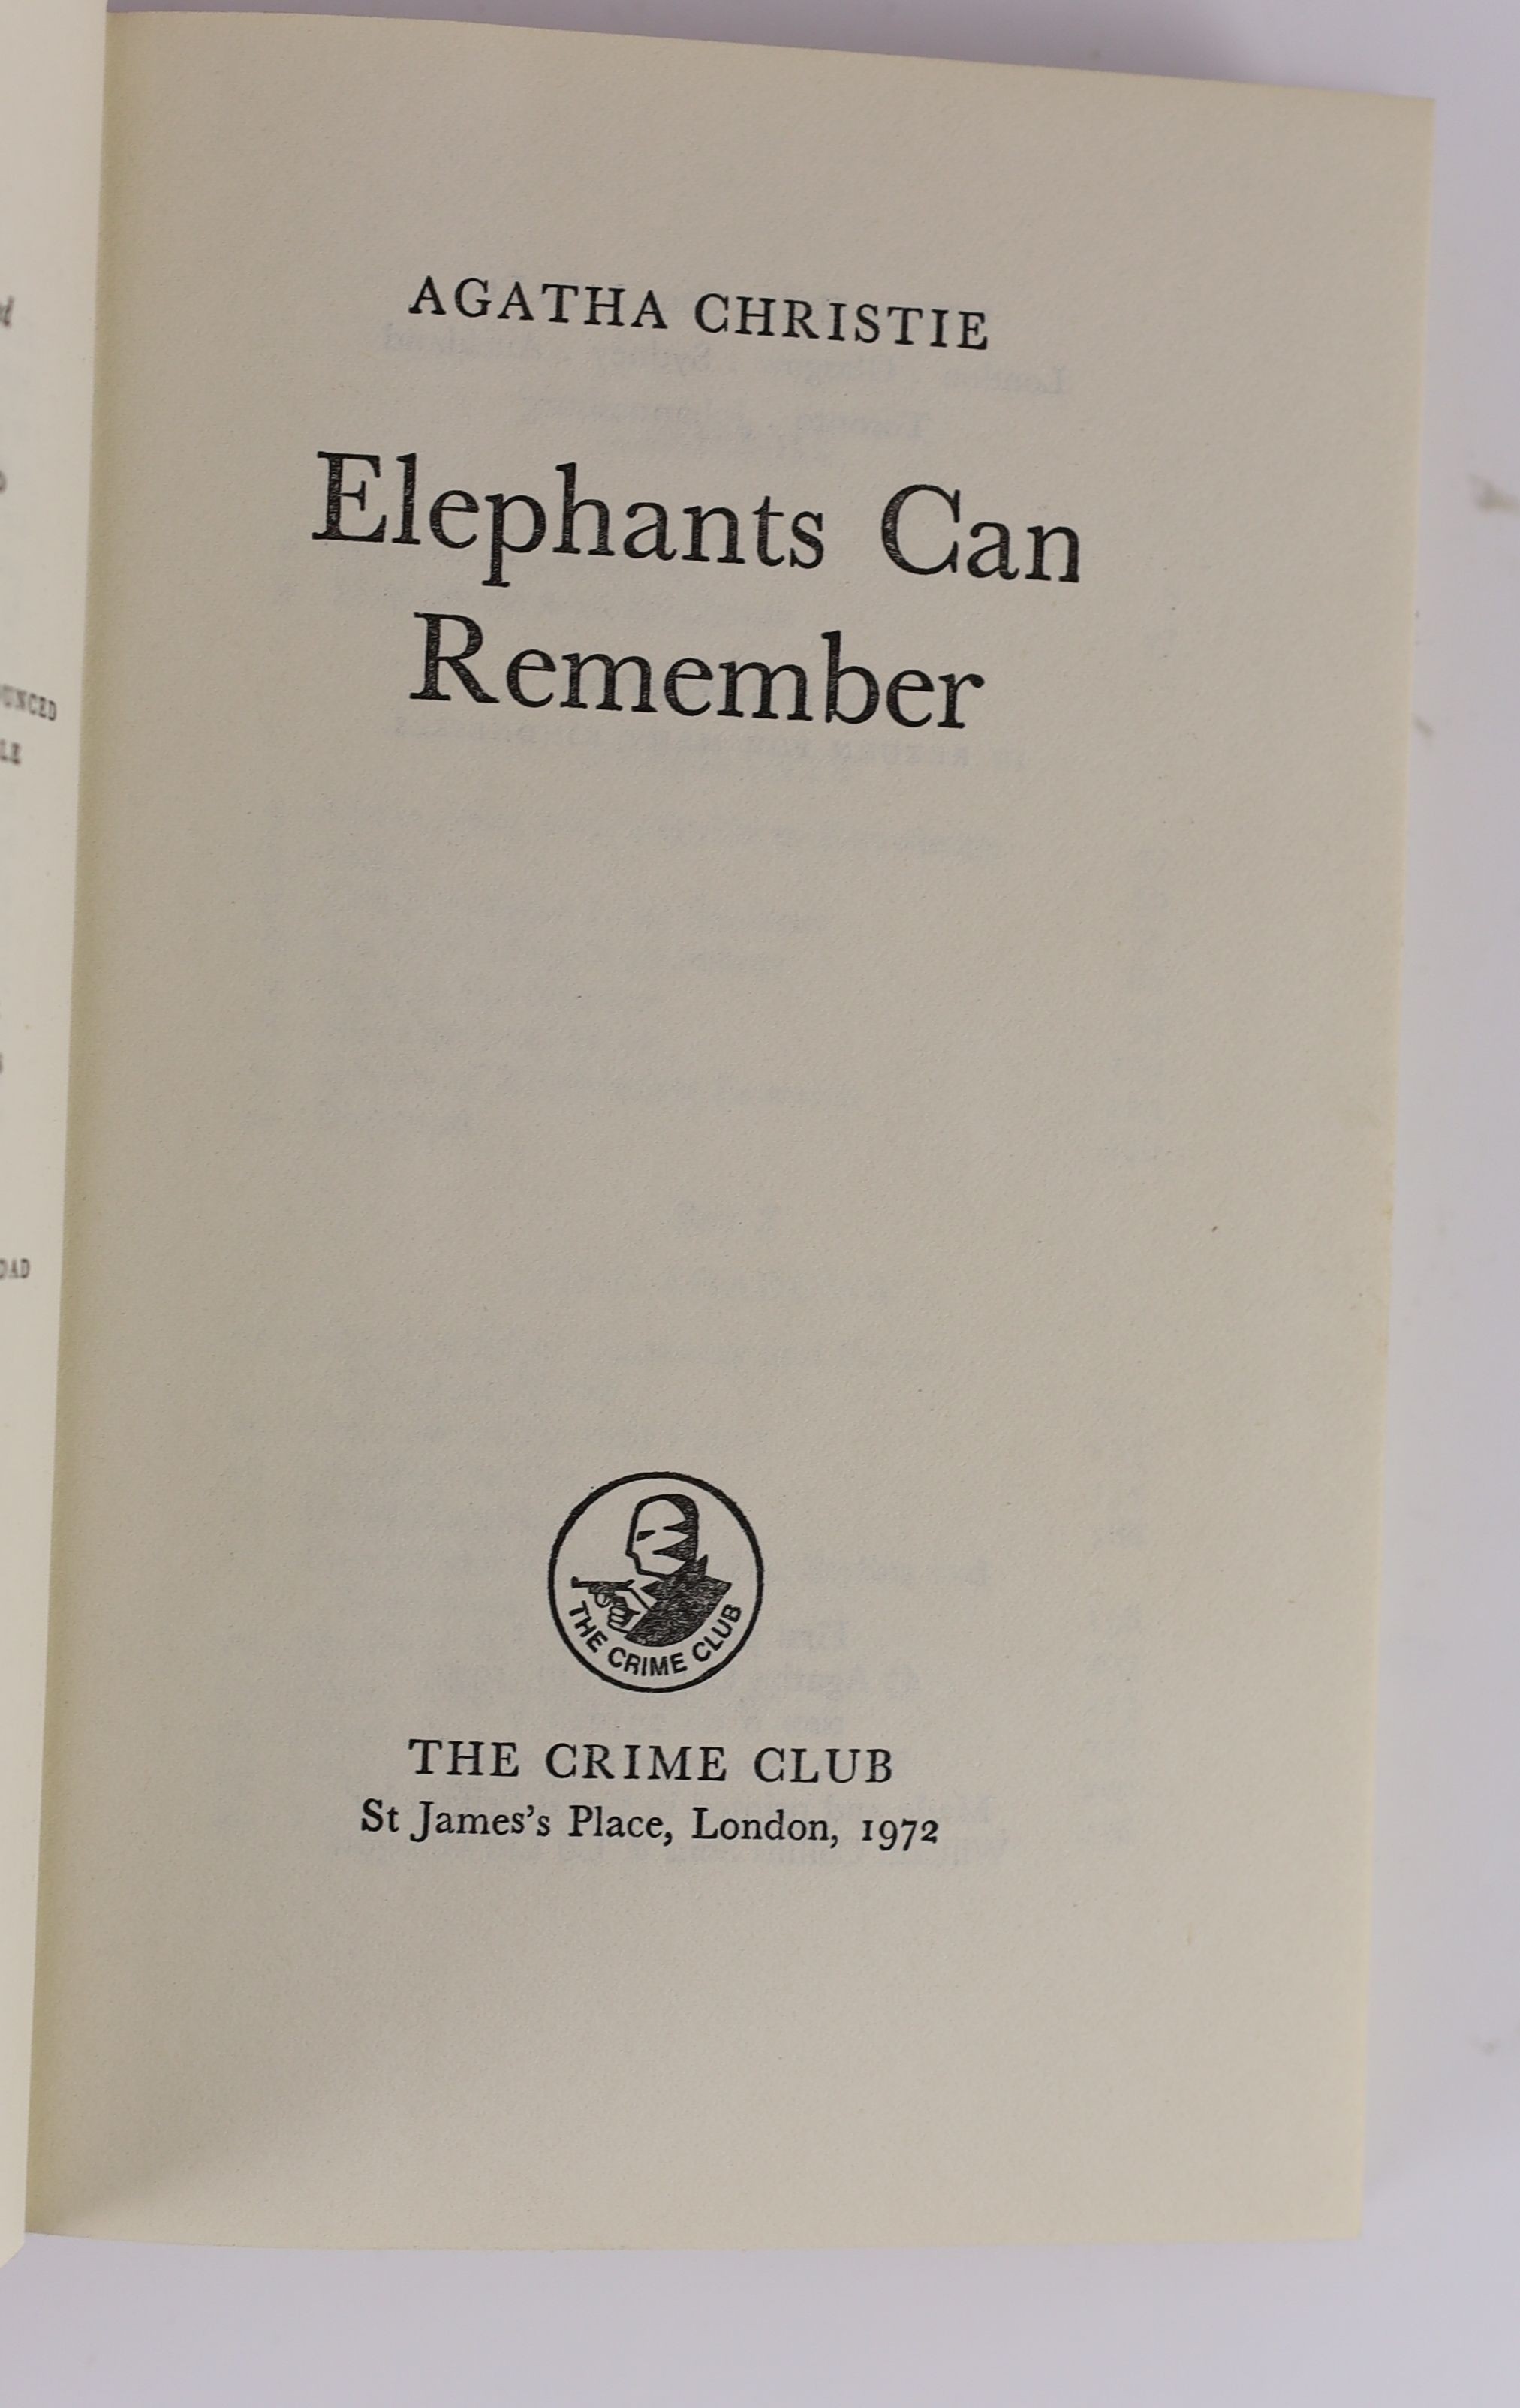 AGATHA CHRISTIE
Elephants Can
Remember
THE CRIME CLUB
THE CRIME CLUB
St James's Place, London, 1972